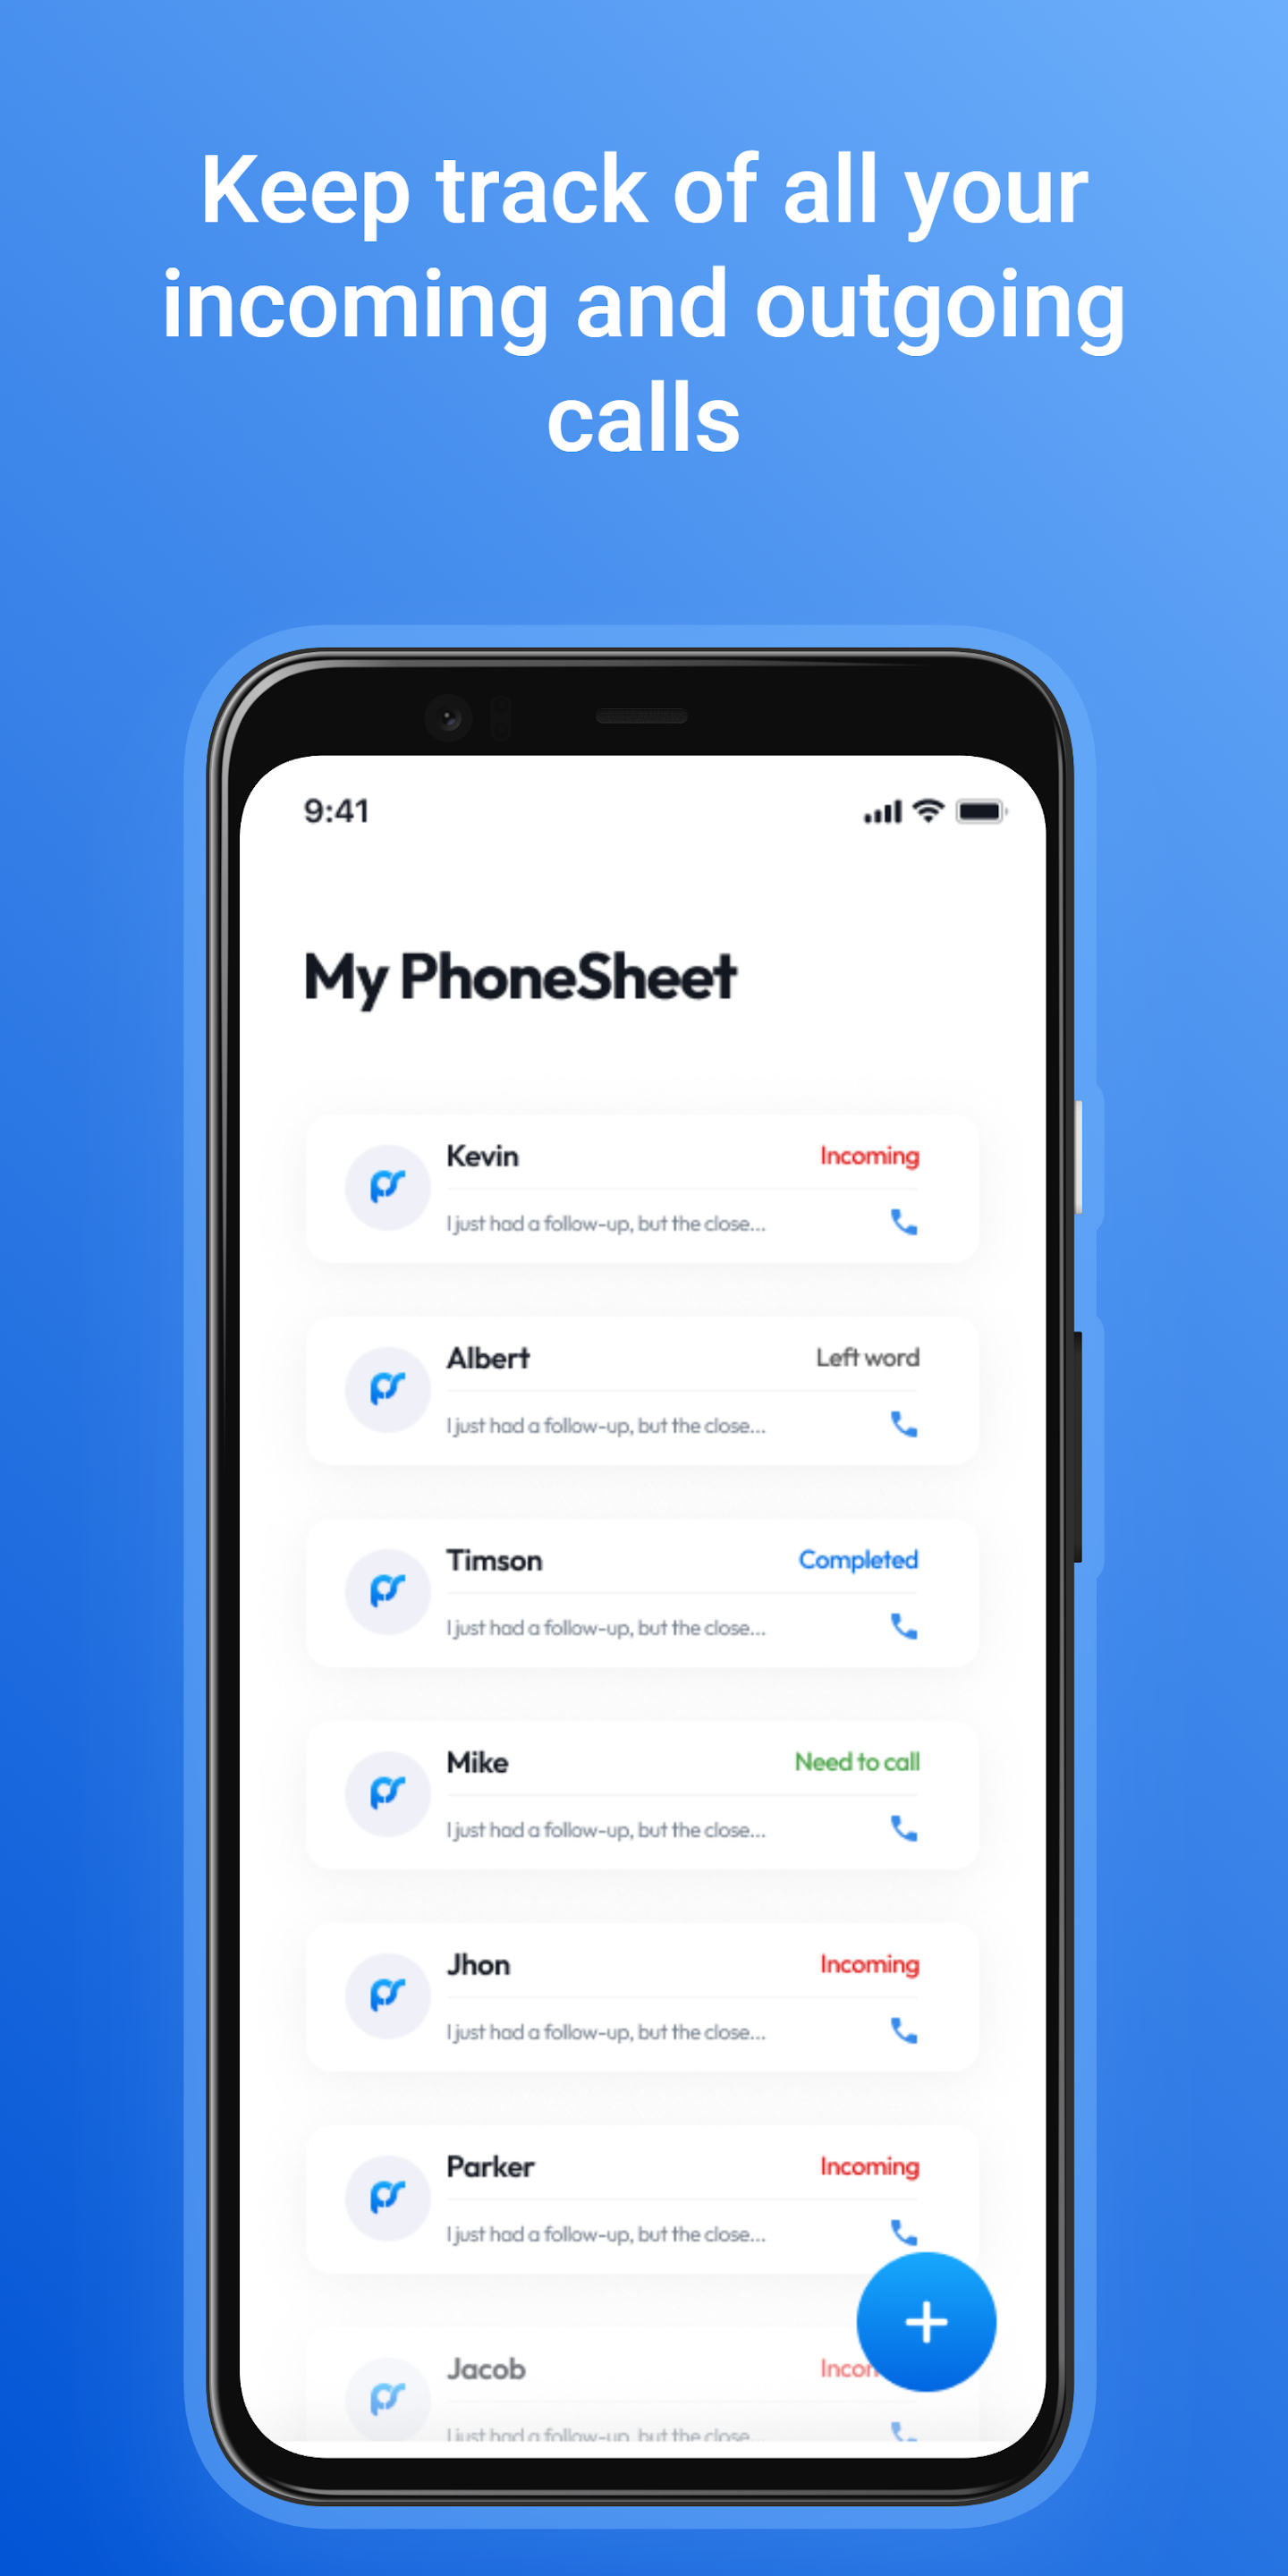 Keep track of all your
incoming and outgoing
calls
9:41
My PhoneSheet
Kevin Incoming
I just had a follow-up, but the close...
Albert Left word
I just had a follow-up, but the close...
Timson Completed
I just had a follow-up, but the close...
Mike Need to call
I just had a follow-up, but the close...
Jhon Incoming
I just had a follow-up, but the close...
Parker Incoming
I just had a follow-up, but the close...
Jacob Incon
I just had a follow-up, but the close...